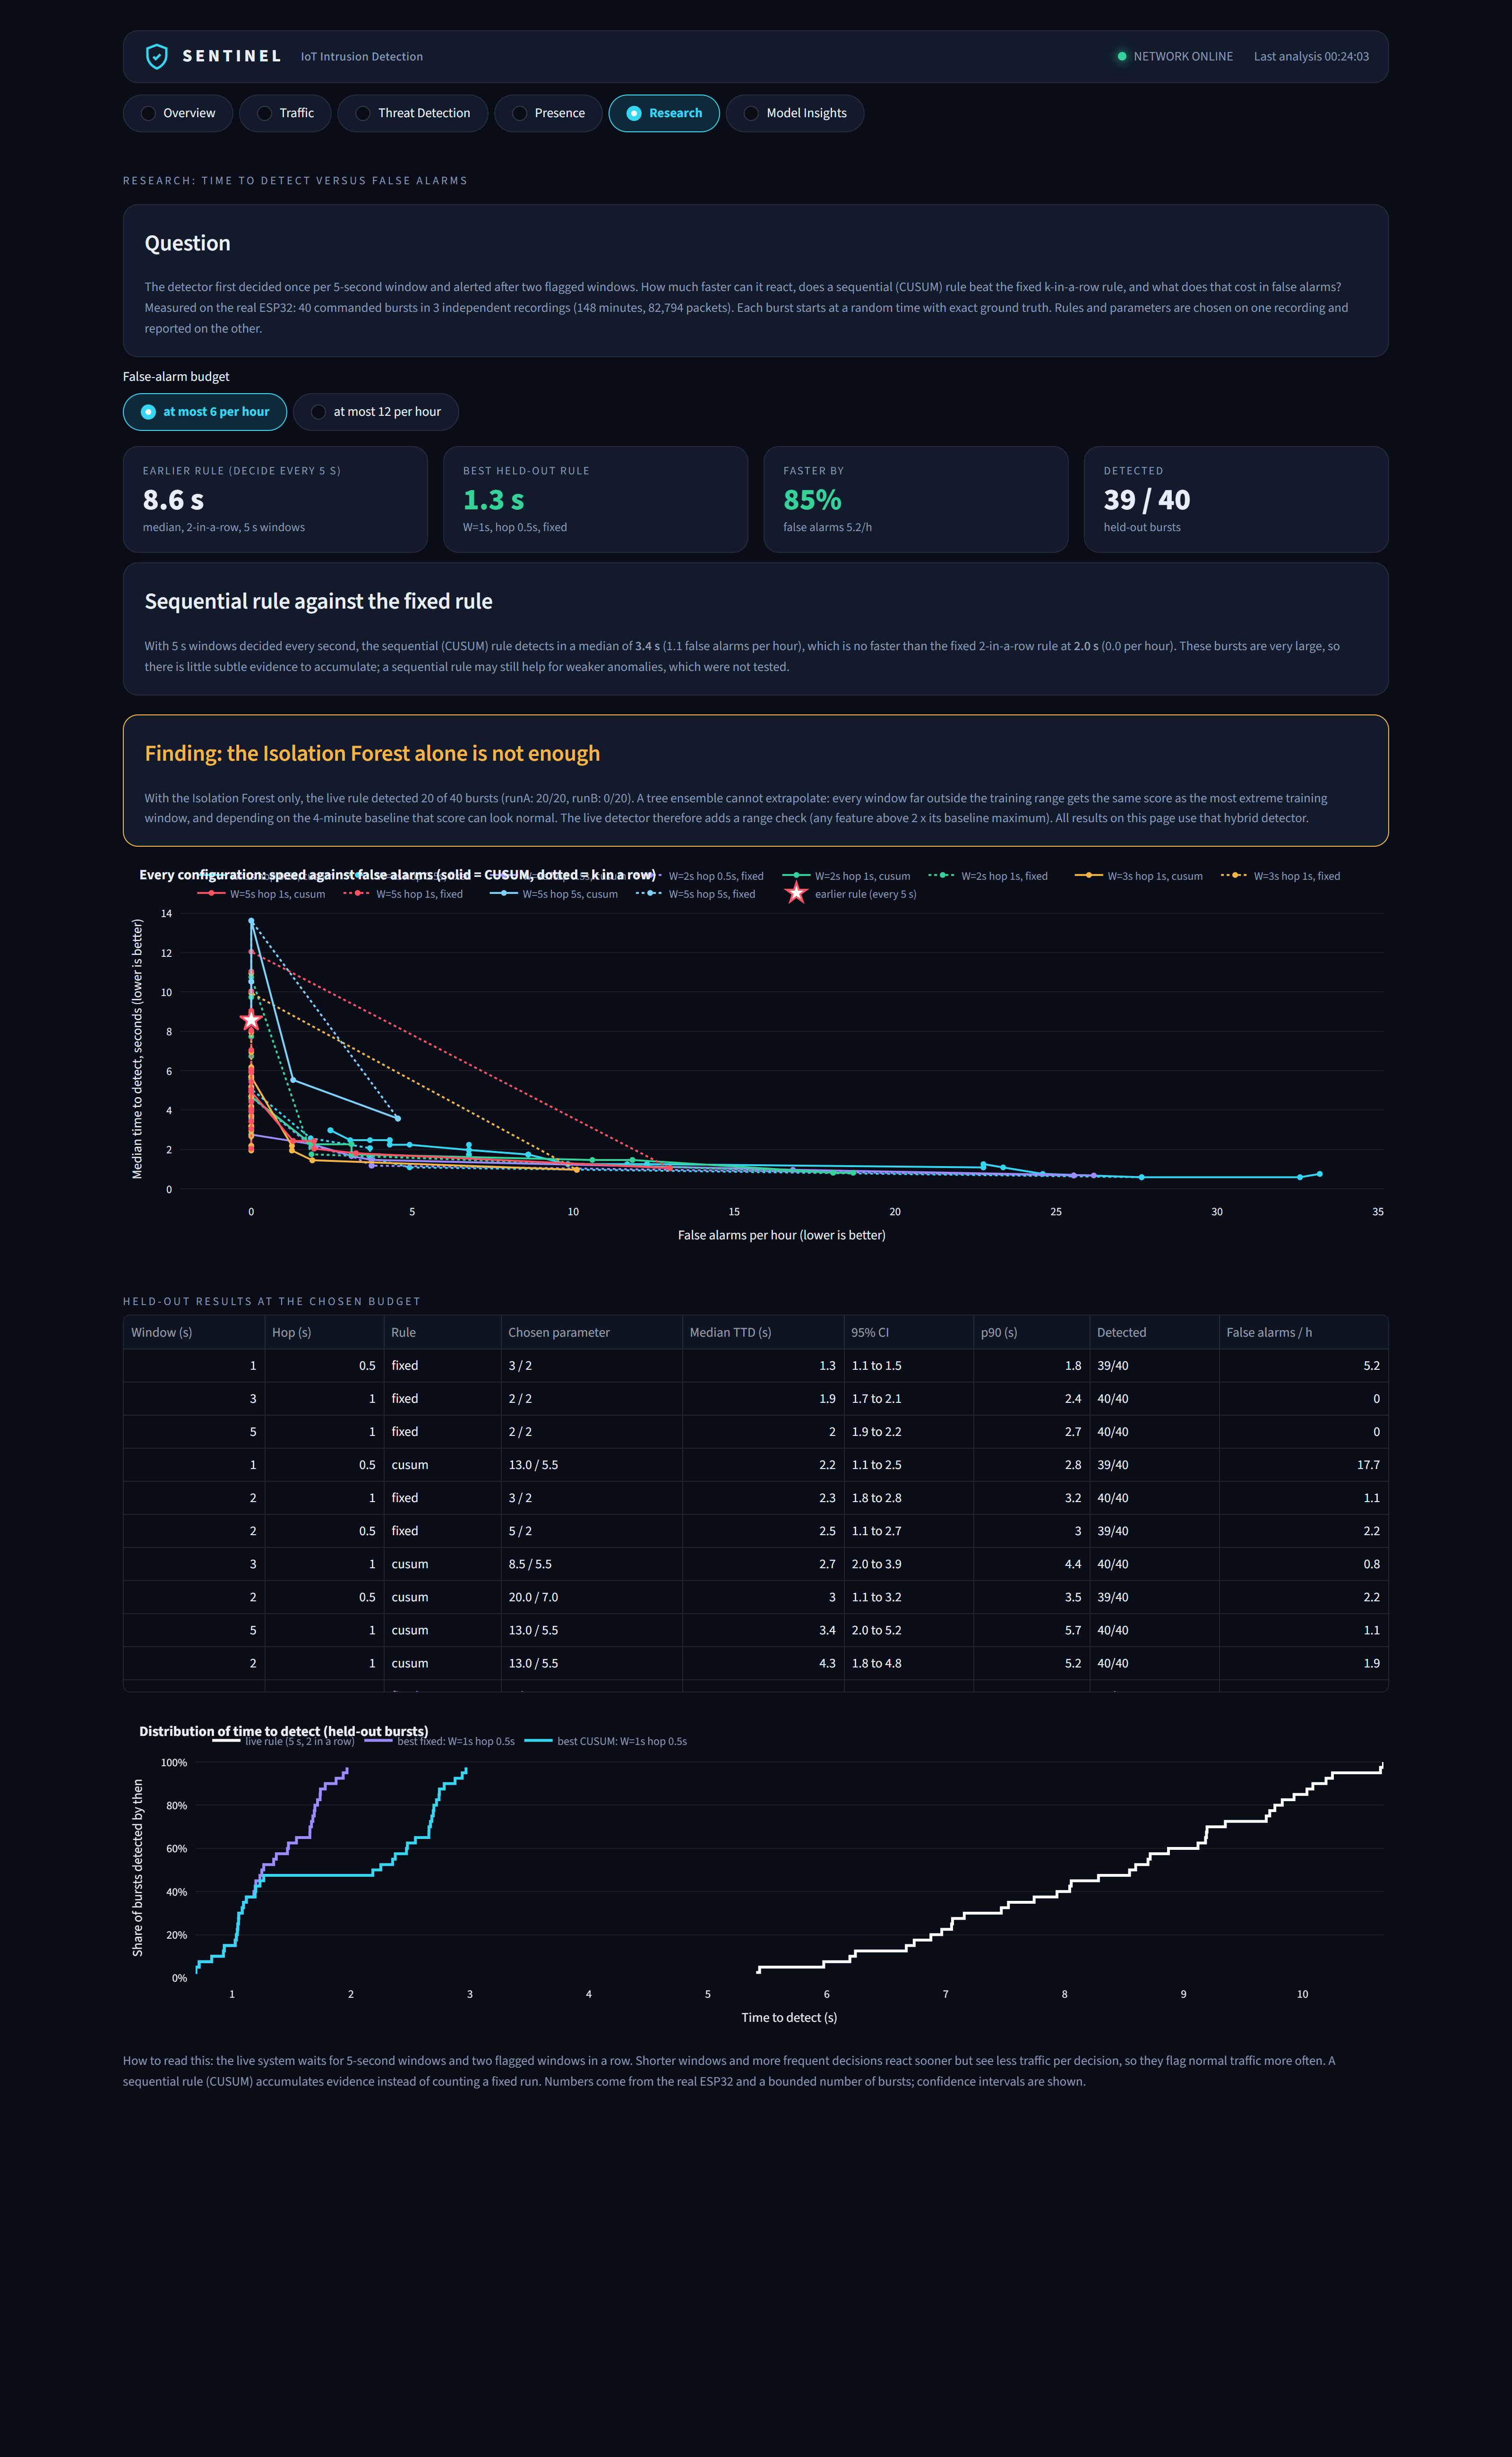 SENTINEL IoT Intrusion Detection NETWORK ONLINE Last analysis 00:24:03
Overview Traffic Threat Detection Presence Research Model Insights
RESEARCH: TIME TO DETECT VERSUS FALSE ALARMS
Question
The detector first decided once per 5-second window and alerted after two flagged windows. How much faster can it react, does a sequential (CUSUM) rule beat the fixed k-in-a-row rule, and what does that cost in false alarms?
Measured on the real ESP32: 40 commanded bursts in 3 independent recordings (148 minutes, 82,794 packets). Each burst starts at a random time with exact ground truth. Rules and parameters are chosen on one recording and
reported on the other.
False-alarm budget
at most 6 per hour at most 12 per hour
EARLIER RULE (DECIDE EVERY 5 S) BEST HELD-OUT RULE FASTER BY DETECTED
8.6 s 1.3 s 85% 39 / 40
median, 2-in-a-row, 5 s windows W=1s, hop 0.5s, fixed false alarms 5.2/h held-out bursts
Sequential rule against the fixed rule
With 5 s windows decided every second, the sequential (CUSUM) rule detects in a median of 3.4 s (1.1 false alarms per hour), which is no faster than the fixed 2-in-a-row rule at 2.0 s (0.0 per hour). These bursts are very large, so
there is little subtle evidence to accumulate; a sequential rule may still help for weaker anomalies, which were not tested.
Finding: the Isolation Forest alone is not enough
With the Isolation Forest only, the live rule detected 20 of 40 bursts (runA: 20/20, runB: 0/20). A tree ensemble cannot extrapolate: every window far outside the training range gets the same score as the most extreme training
window, and depending on the 4-minute baseline that score can look normal. The live detector therefore adds a range check (any feature above 2 x its baseline maximum). All results on this page use that hybrid detector.
Every configuration: speed against false alarms (solid = CUSUM, dotted = k in a row) W=2s hop 0.5s, fixed W=2s hop 1s, cusum W=2s hop 1s, fixed W=3s hop 1s, cusum W=3s hop 1s, fixed
W=5s hop 1s, cusum W=5s hop 1s, fixed W=5s hop 5s, cusum W=5s hop 5s, fixed earlier rule (every 5 s)
Median time to detect, seconds (lower is better)
14
12
10
8
6
4
2
0
0 5 10 15 20 25 30 35
False alarms per hour (lower is better)
HELD-OUT RESULTS AT THE CHOSEN BUDGET
Window (s) Hop (s) Rule Chosen parameter Median TTD (s) 95% CI p90 (s) Detected False alarms / h
1 0.5 fixed 3 / 2 1.3 1.1 to 1.5 1.8 39/40 5.2
3 1 fixed 2 / 2 1.9 1.7 to 2.1 2.4 40/40 0
5 1 fixed 2 / 2 2 1.9 to 2.2 2.7 40/40 0
1 0.5 cusum 13.0 / 5.5 2.2 1.1 to 2.5 2.8 39/40 17.7
2 1 fixed 3 / 2 2.3 1.8 to 2.8 3.2 40/40 1.1
2 0.5 fixed 5 / 2 2.5 1.1 to 2.7 3 39/40 2.2
3 1 cusum 8.5 / 5.5 2.7 2.0 to 3.9 4.4 40/40 0.8
2 0.5 cusum 20.0 / 7.0 3 1.1 to 3.2 3.5 39/40 2.2
5 1 cusum 13.0 / 5.5 3.4 2.0 to 5.2 5.7 40/40 1.1
2 1 cusum 13.0 / 5.5 4.3 1.8 to 4.8 5.2 40/40 1.9
Distribution of time to detect (held-out bursts)
live rule (5 s, 2 in a row) best fixed: W=1s hop 0.5s best CUSUM: W=1s hop 0.5s
Share of bursts detected by then
100%
80%
60%
40%
20%
0%
1 2 3 4 5 6 7 8 9 10
Time to detect (s)
How to read this: the live system waits for 5-second windows and two flagged windows in a row. Shorter windows and more frequent decisions react sooner but see less traffic per decision, so they flag normal traffic more often. A
sequential rule (CUSUM) accumulates evidence instead of counting a fixed run. Numbers come from the real ESP32 and a bounded number of bursts; confidence intervals are shown.